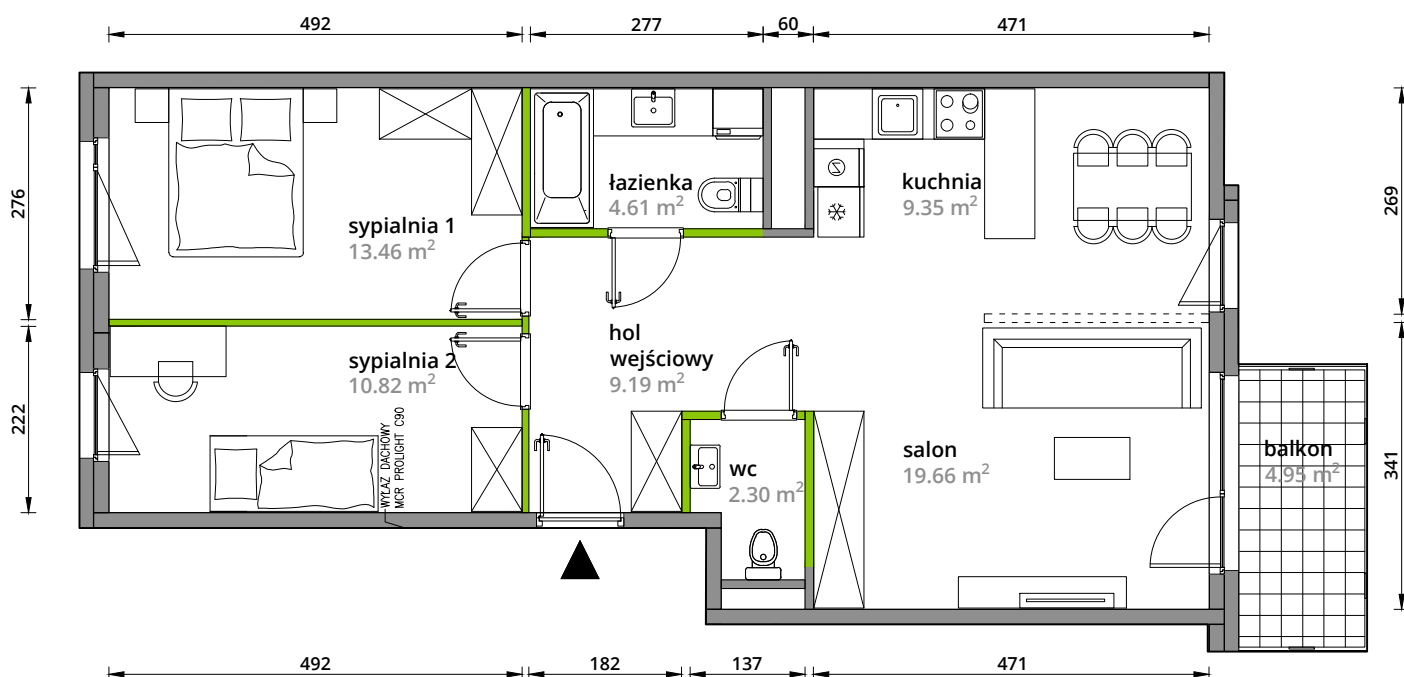 492
277
60
471
276
222
269
341
sypialnia 1
13.46 m²
łazienka
4.61 m²
kuchnia
9.35 m²
sypialnia 2
10.82 m²
hol
wejściowy
9.19 m²
WYŁAZ DACHOWY
MCR PROLIGHT C90
wc
2.30 m²
salon
19.66 m²
balkon
4.95 m²
492
182
137
471